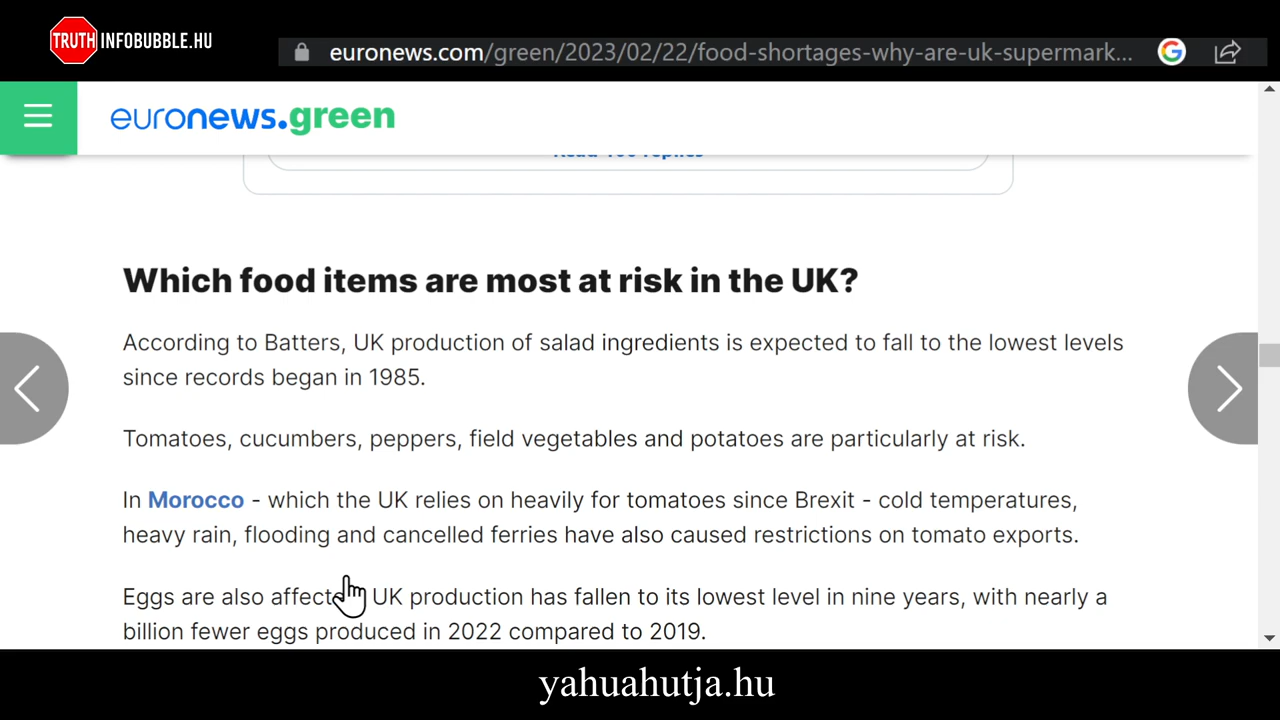 TRUTH INFOBUBBLE.HU
euronews.com/green/2023/02/22/food-shortages-why-are-uk-supermark...
euronews.green
Which food items are most at risk in the UK?
According to Batters, UK production of salad ingredients is expected to fall to the lowest levels
since records began in 1985.
Tomatoes, cucumbers, peppers, field vegetables and potatoes are particularly at risk.
In Morocco - which the UK relies on heavily for tomatoes since Brexit - cold temperatures,
heavy rain, flooding and cancelled ferries have also caused restrictions on tomato exports.
Eggs are also affect UK production has fallen to its lowest level in nine years, with nearly a
billion fewer eggs produced in 2022 compared to 2019.
yahuahutja.hu